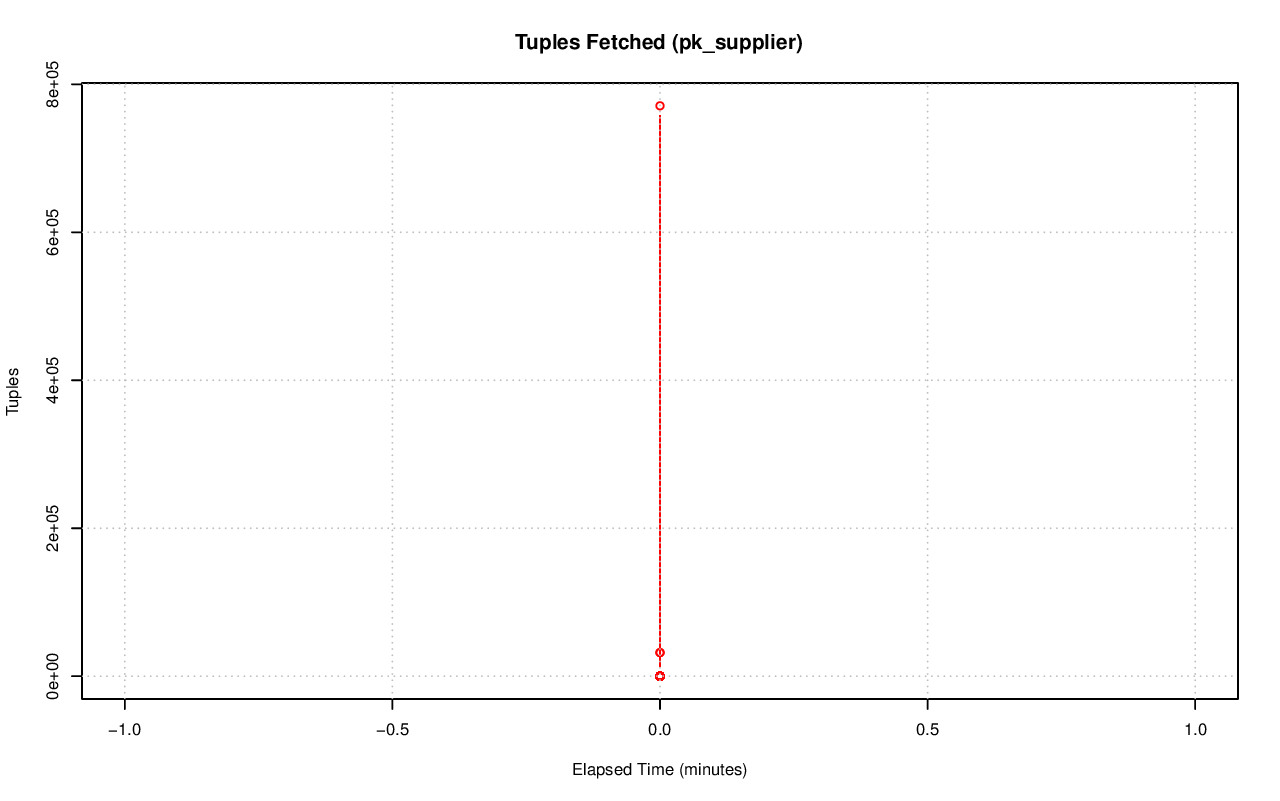 Tuples Fetched (pk_supplier)
8e+05
6e+05
4e+05
2e+05
0e+00
Tuples
−1.0
−0.5
0.0
0.5
1.0
Elapsed Time (minutes)